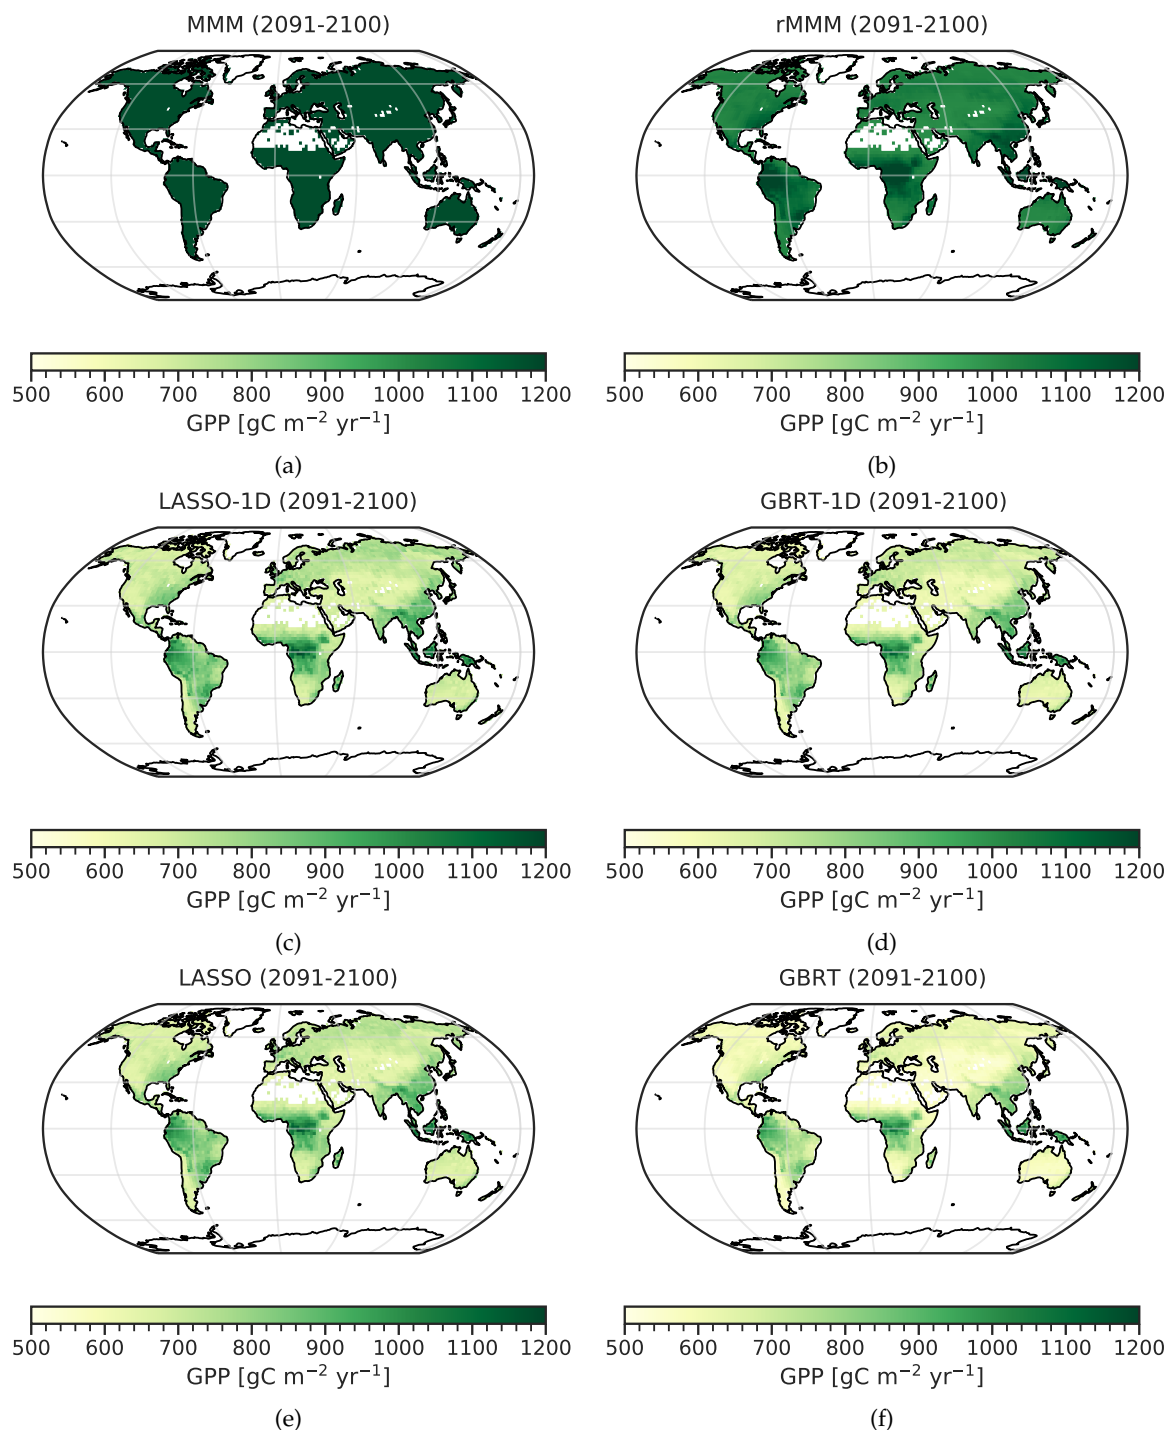 MMM (2091-2100)
rMMM (2091-2100)
500 600 700 800 900 1000 1100 1200
GPP [gC m−2 yr−1]
500 600 700 800 900 1000 1100 1200
GPP [gC m−2 yr−1]
(a)
(b)
LASSO-1D (2091-2100)
GBRT-1D (2091-2100)
500 600 700 800 900 1000 1100 1200
GPP [gC m−2 yr−1]
500 600 700 800 900 1000 1100 1200
GPP [gC m−2 yr−1]
(c)
(d)
LASSO (2091-2100)
GBRT (2091-2100)
500 600 700 800 900 1000 1100 1200
GPP [gC m−2 yr−1]
500 600 700 800 900 1000 1100 1200
GPP [gC m−2 yr−1]
(e)
(f)